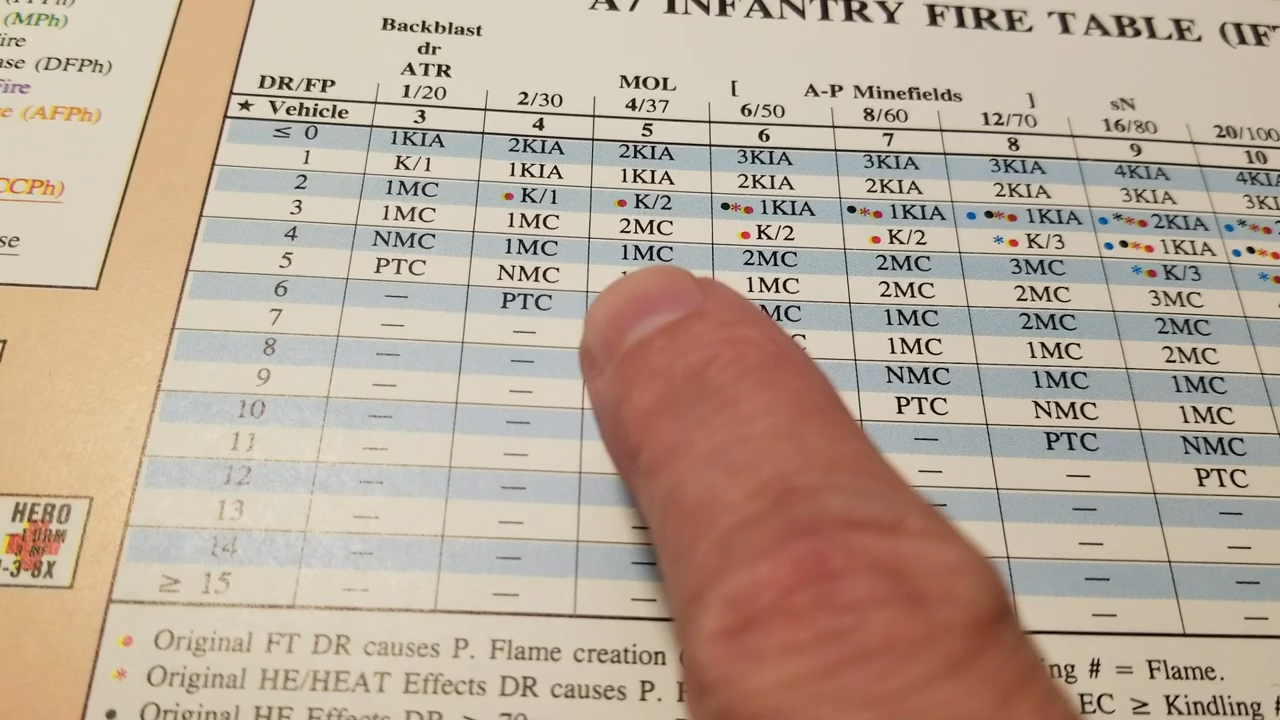 (MPh)
ire
ase (DFPh)
Fire
e (AFPh)
CCPh)
se
HERO
A7 INFANTRY FIRE TABLE (IFT
Backblast
dr
ATR MOL [ A-P Minefields ] sN
DR/FP 1/20 2/30 4/37 6/50 8/60 12/70 16/80 20/100
★ Vehicle 3 4 5 6 7 8 9 10
≤ 0 1KIA 2KIA 2KIA 3KIA 3KIA 3KIA 4KIA 4KI
1 K/1 1KIA 1KIA 2KIA 2KIA 2KIA 3KIA 3KI
2 1MC K/1 K/2 1KIA 1KIA 1KIA 2KIA
3 1MC 1MC 2MC K/2 K/2 K/3 1KIA
4 NMC 1MC 1MC 2MC 2MC 3MC K/3
5 PTC NMC 1MC 2MC 2MC 3MC
6 — PTC MC 1MC 2MC 2MC
7 — — 1MC 1MC 2MC
8 — — NMC 1MC 1MC
9 — — PTC NMC 1MC
10 — — — PTC NMC
11 — — — — PTC
12 — — — — —
13 — — — — —
14 — — — — —
≥ 15 — — — — —
Original FT DR causes P. Flame creation ing # = Flame.
* Original HE/HEAT Effects DR causes P. F EC ≥ Kindling #
Original HE Effects DR